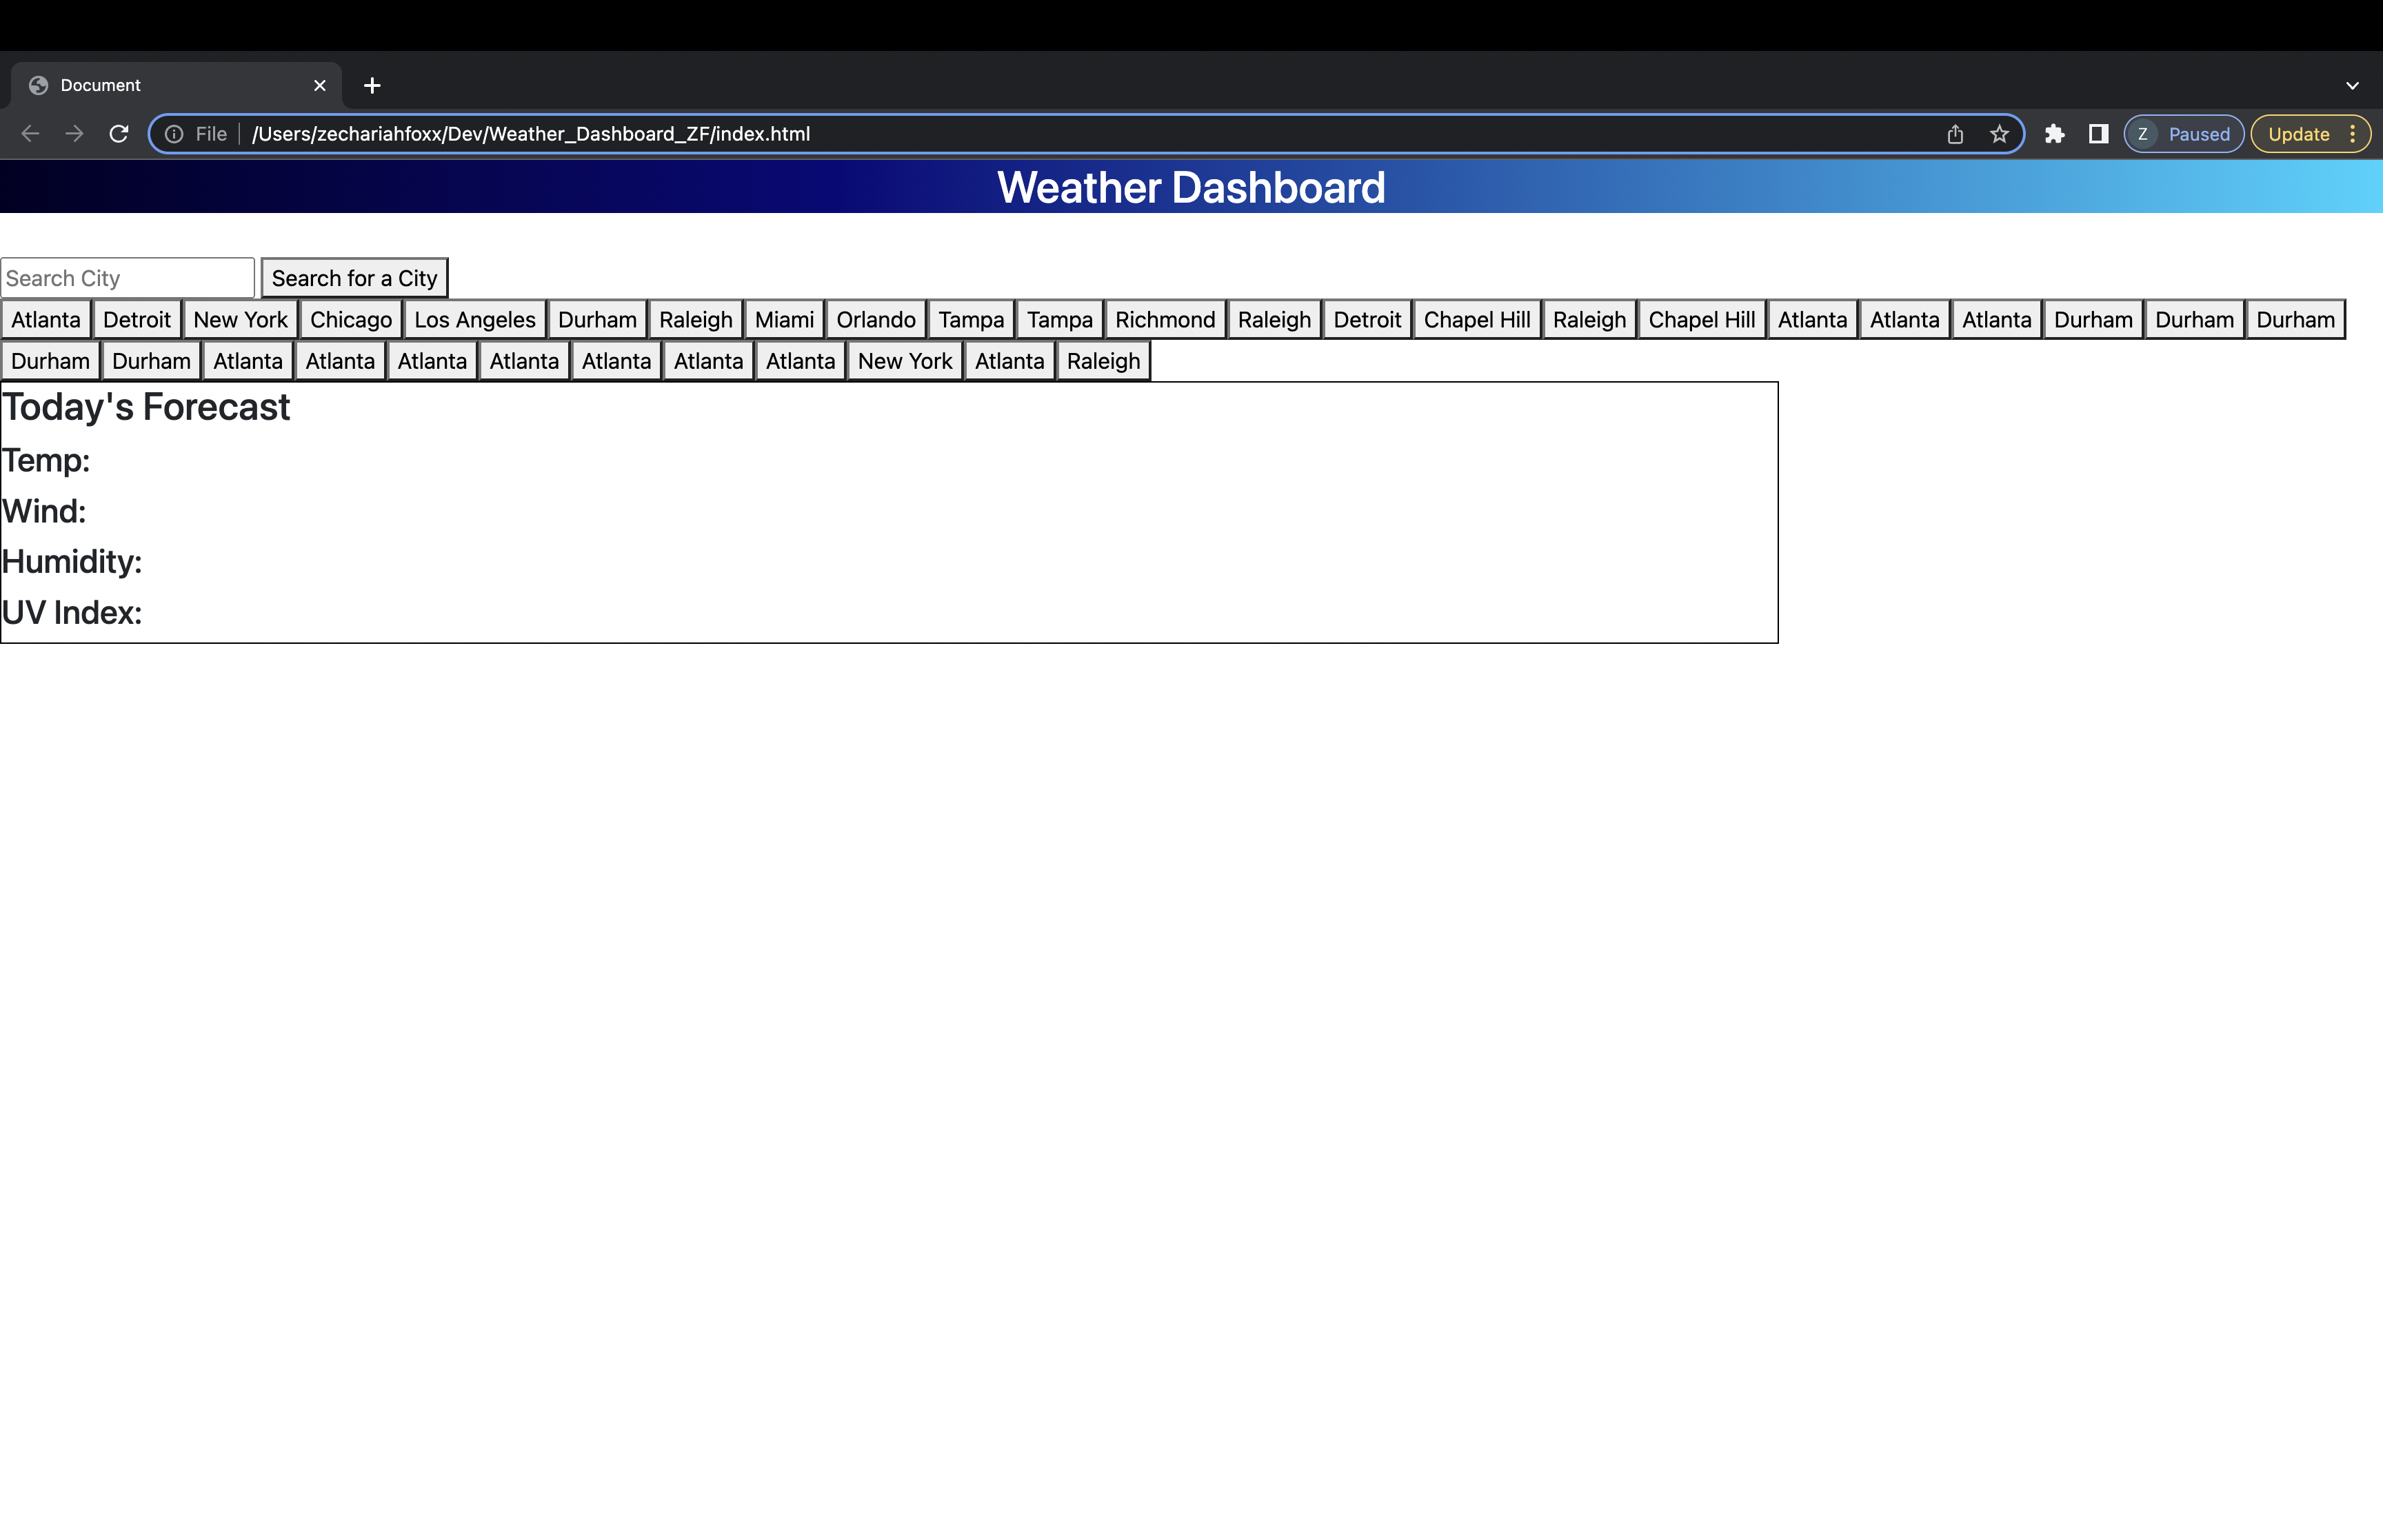 Document
File /Users/zechariahfoxx/Dev/Weather_Dashboard_ZF/index.html Z Paused Update
Weather Dashboard
Search City Search for a City
Atlanta Detroit New York Chicago Los Angeles Durham Raleigh Miami Orlando Tampa Tampa Richmond Raleigh Detroit Chapel Hill Raleigh Chapel Hill Atlanta Atlanta Atlanta Durham Durham Durham
Durham Durham Atlanta Atlanta Atlanta Atlanta Atlanta Atlanta Atlanta New York Atlanta Raleigh
Today's Forecast
Temp:
Wind:
Humidity:
UV Index: